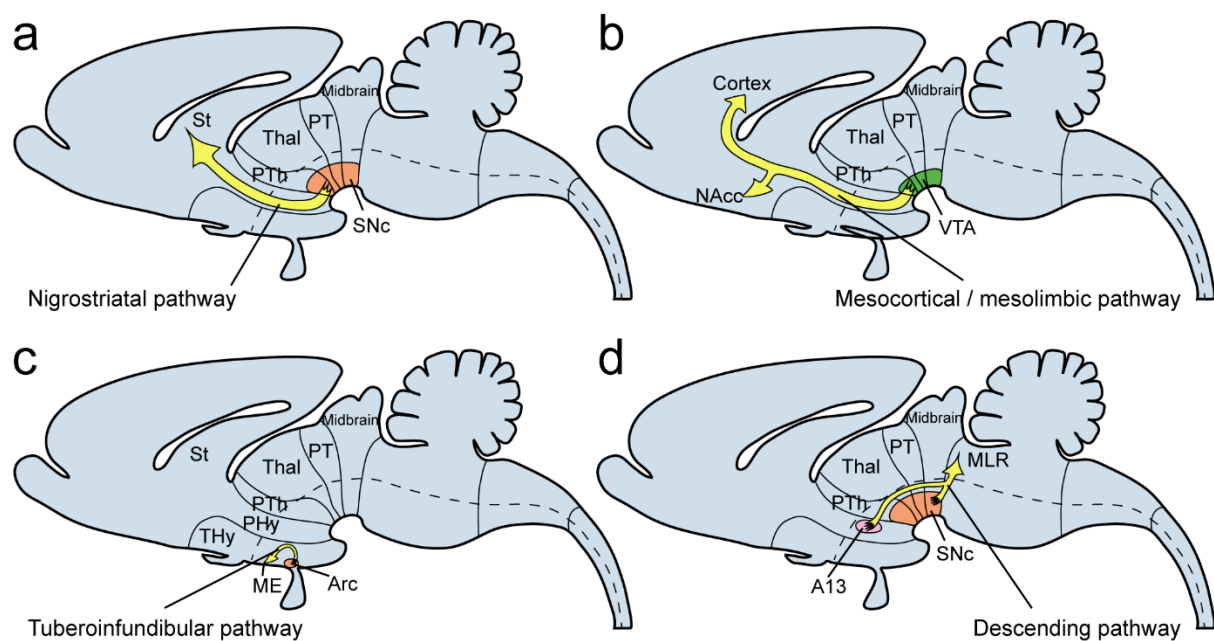 a
St
Thal
PT
Midbrain
PTh
SNc
Nigrostriatal pathway
b
Cortex
Thal
PT
Midbrain
PTh
NAcc
VTA
Mesocortical / mesolimbic pathway
c
St
Thal
PT
Midbrain
PTh
PHy
THy
ME
Arc
Tuberoinfundibular pathway
d
Thal
PT
Midbrain
MLR
PTh
SNc
A13
Descending pathway